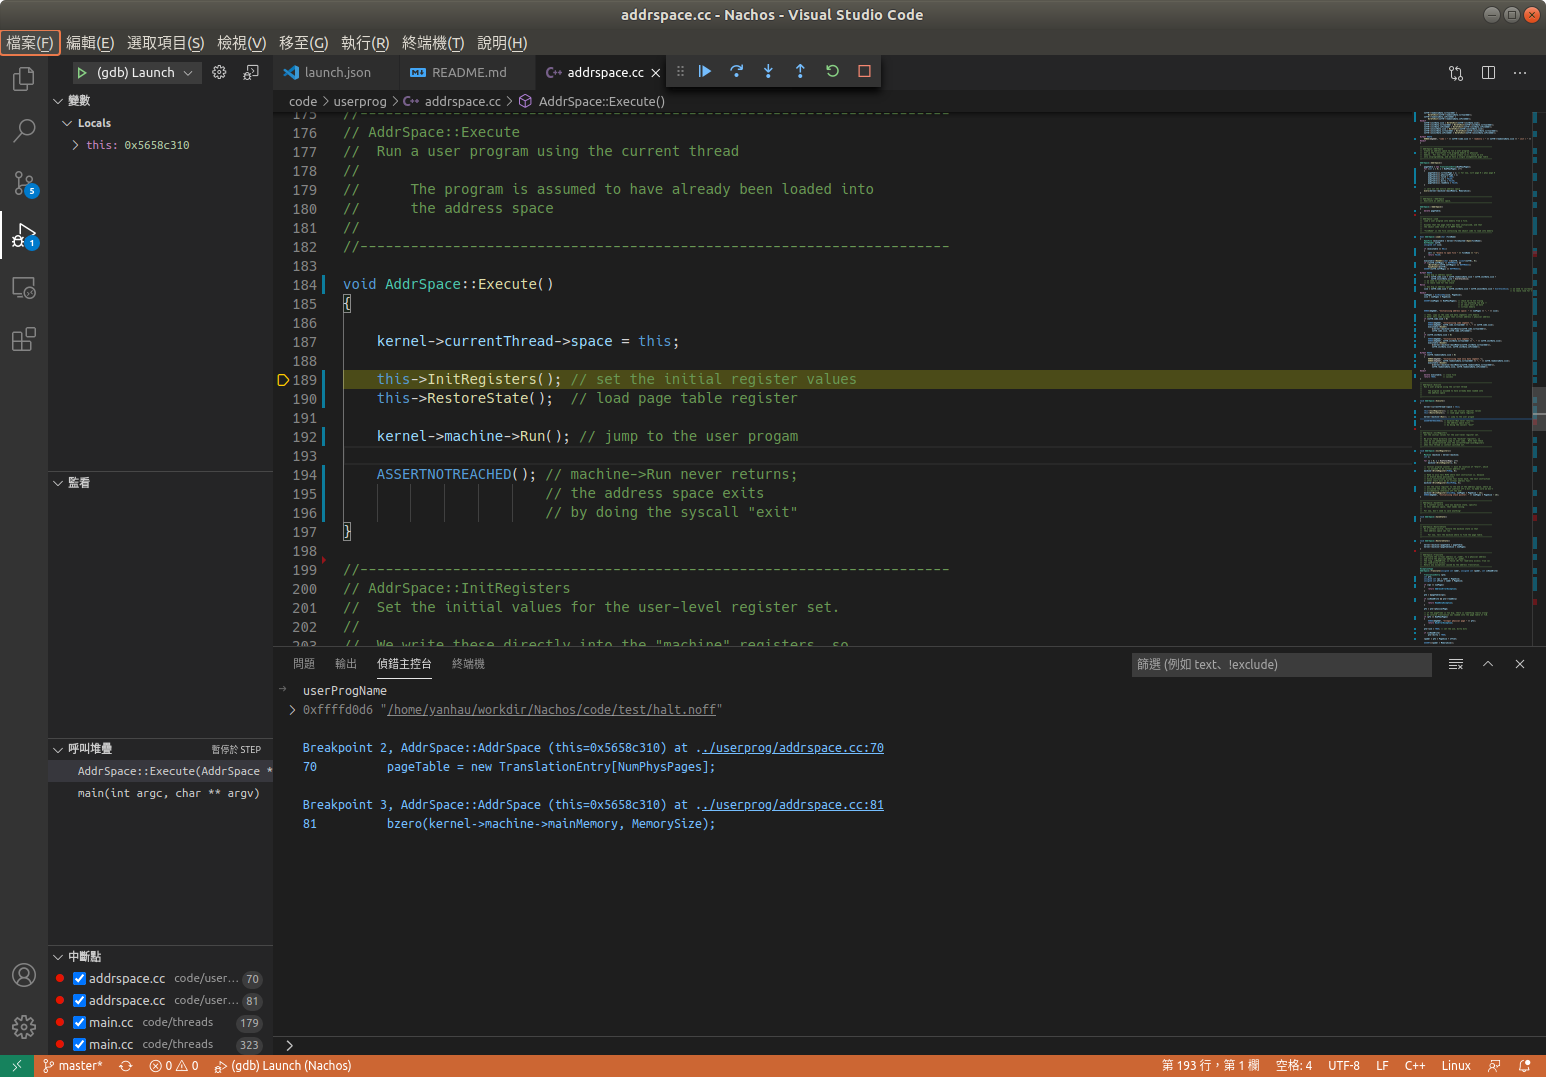 addrspace.cc - Nachos - Visual Studio Code
檔案(F) 編輯(E) 選取項目(S) 檢視(V) 移至(G) 執行(R) 終端機(T) 說明(H)
(gdb) Launch
launch.json
README.md
addrspace.cc
code > userprog > addrspace.cc > AddrSpace::Execute()
變數
Locals
this: 0x5658c310
監看
呼叫堆疊 暫停於 STEP
AddrSpace::Execute(AddrSpace *
main(int argc, char ** argv)
中斷點
addrspace.cc code/user... 70
addrspace.cc code/user... 81
main.cc code/threads 179
main.cc code/threads 323
5
1
175 //----------------------------------------------------------------------
176 // AddrSpace::Execute
177 //  Run a user program using the current thread
178 //
179 //      The program is assumed to have already been loaded into
180 //      the address space
181 //
182 //----------------------------------------------------------------------
183
184 void AddrSpace::Execute()
185 {
186
187     kernel->currentThread->space = this;
188
189     this->InitRegisters(); // set the initial register values
190     this->RestoreState();  // load page table register
191
192     kernel->machine->Run(); // jump to the user progam
193
194     ASSERTNOTREACHED(); // machine->Run never returns;
195                         // the address space exits
196                         // by doing the syscall "exit"
197 }
198
199 //----------------------------------------------------------------------
200 // AddrSpace::InitRegisters
201 //  Set the initial values for the user-level register set.
202 //
203 //  We write these directly into the "machine" registers, so
問題 輸出 偵錯主控台 終端機
篩選 (例如 text、!exclude)
userProgName
0xffffd0d6 "/home/yanhau/workdir/Nachos/code/test/halt.noff"
Breakpoint 2, AddrSpace::AddrSpace (this=0x5658c310) at ../userprog/addrspace.cc:70
70          pageTable = new TranslationEntry[NumPhysPages];
Breakpoint 3, AddrSpace::AddrSpace (this=0x5658c310) at ../userprog/addrspace.cc:81
81          bzero(kernel->machine->mainMemory, MemorySize);
master* 0 0 (gdb) Launch (Nachos) 第 193 行，第 1 欄 空格: 4 UTF-8 LF C++ Linux